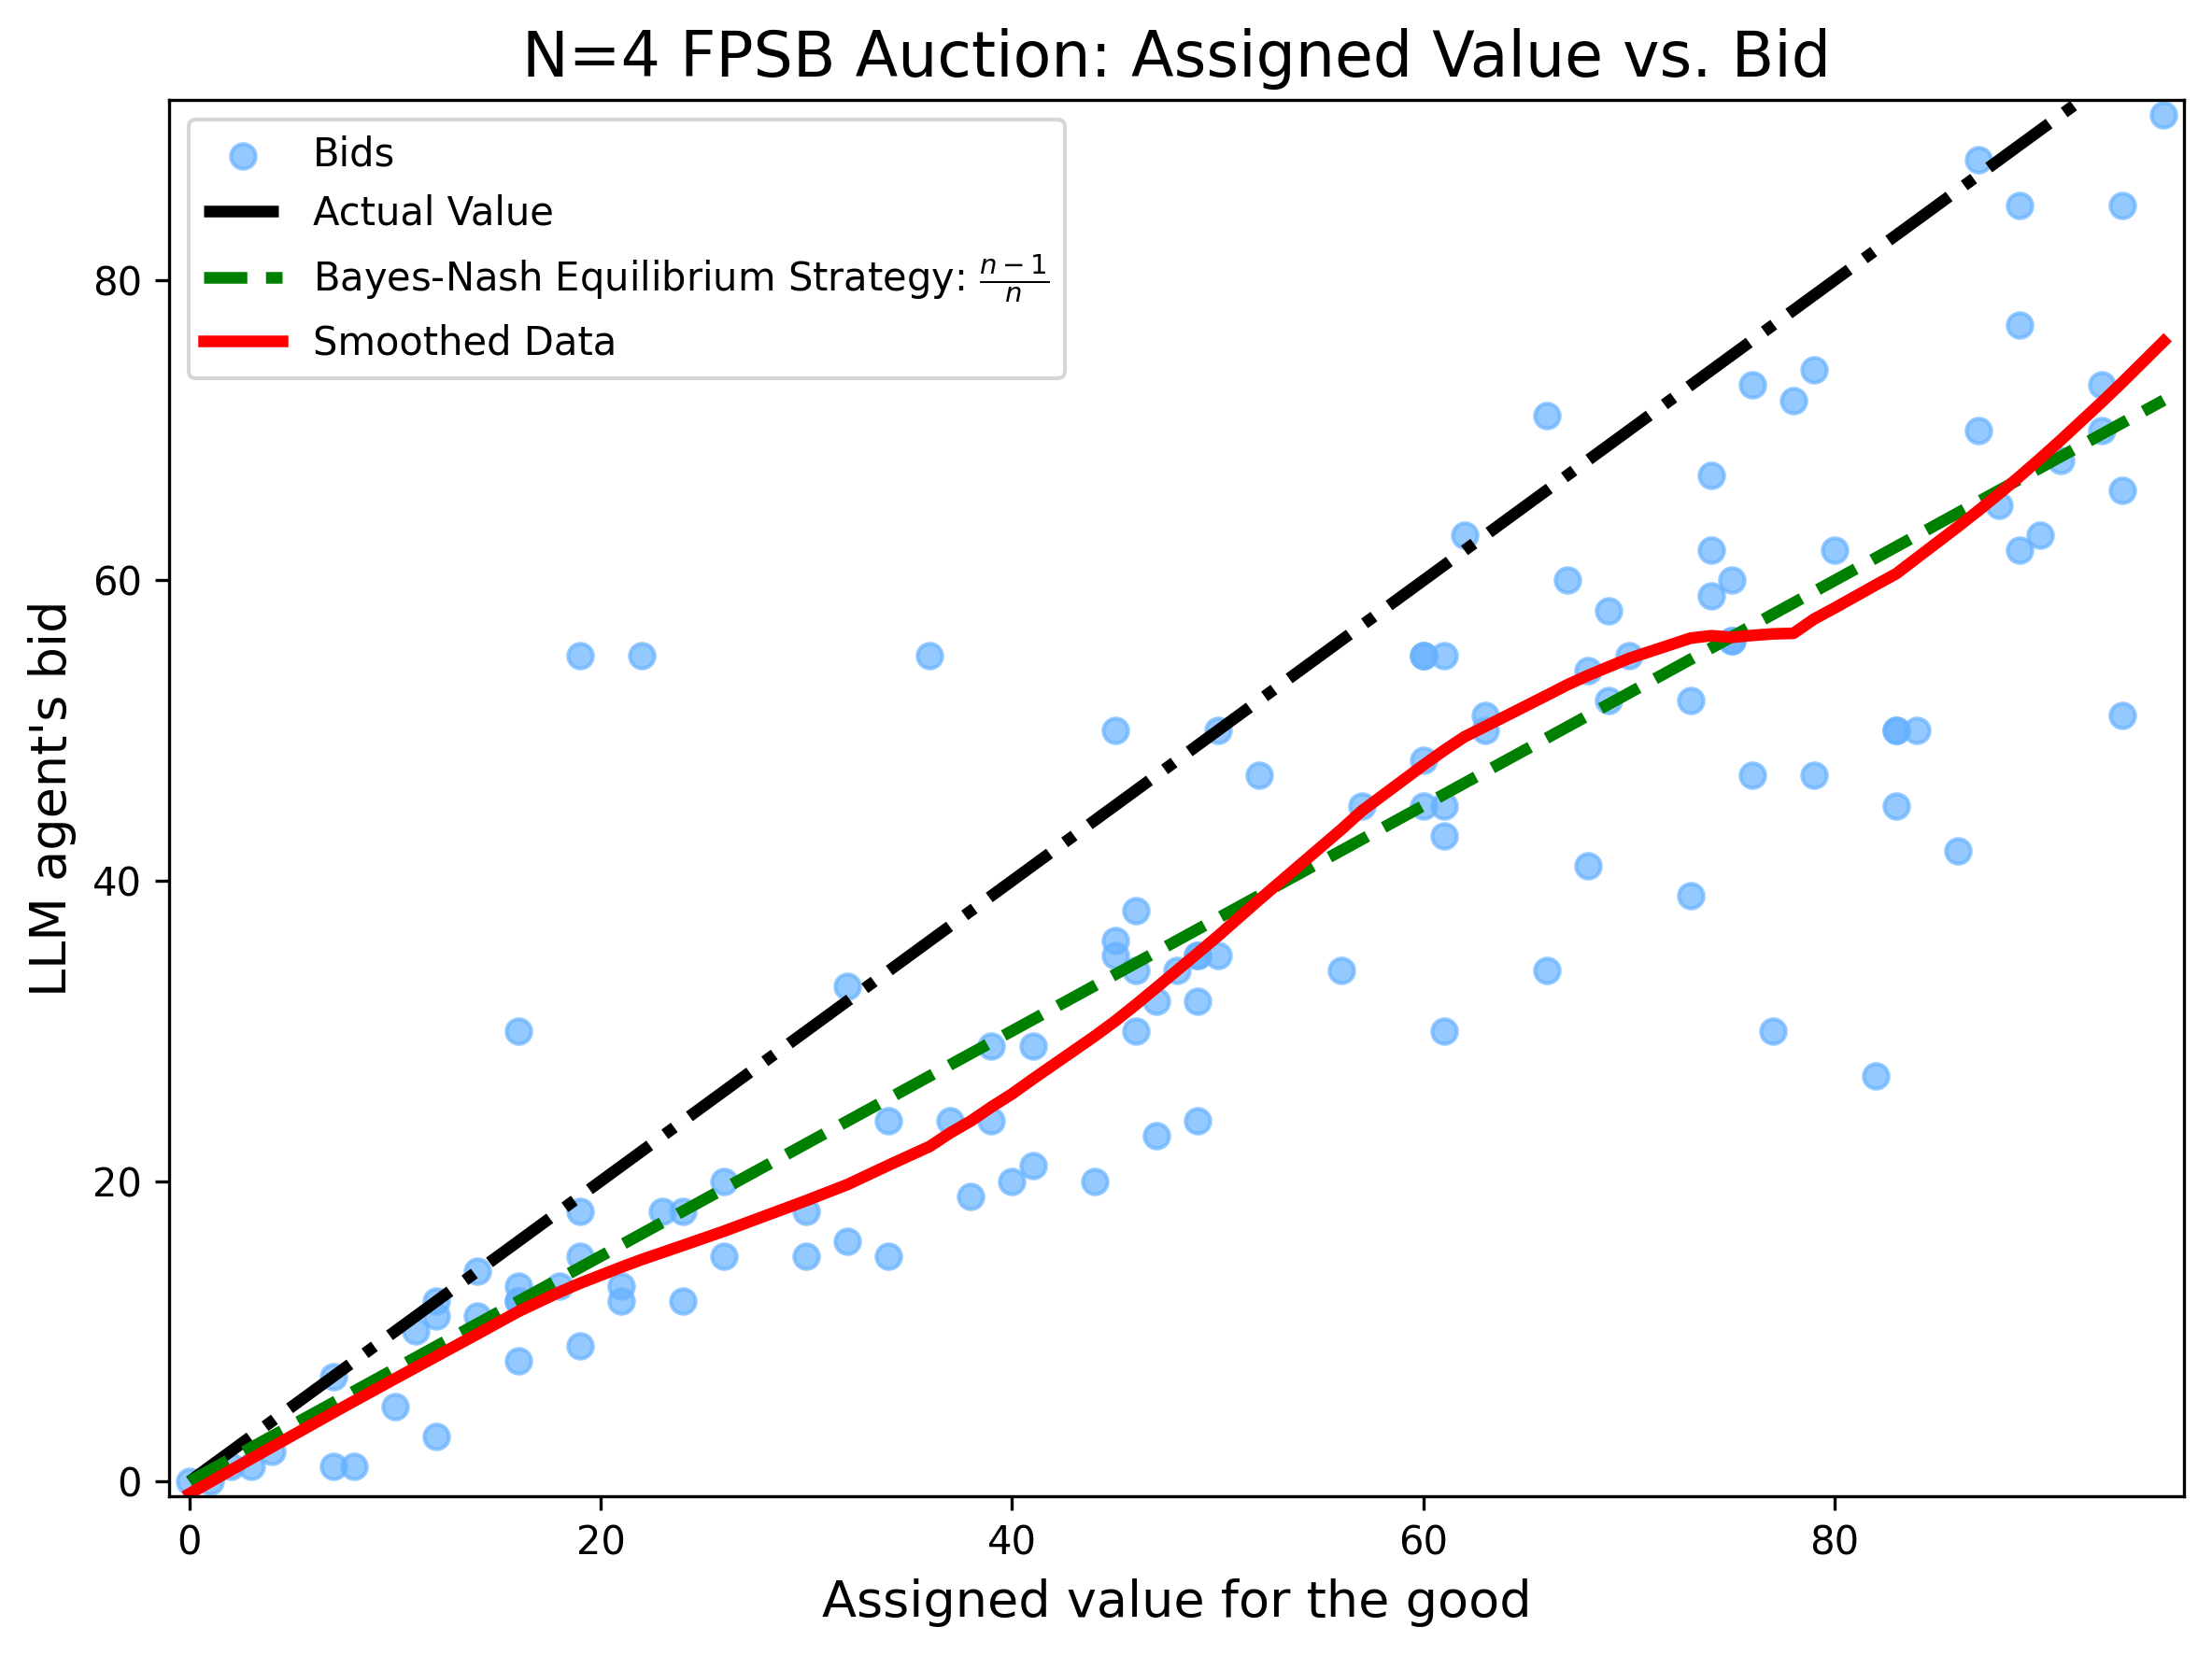 N=4 FPSB Auction: Assigned Value vs. Bid
Bids
Actual Value
Bayes-Nash Equilibrium Strategy: \frac{n-1}{n}
Smoothed Data
LLM agent's bid
80
60
40
20
0
0 20 40 60 80
Assigned value for the good